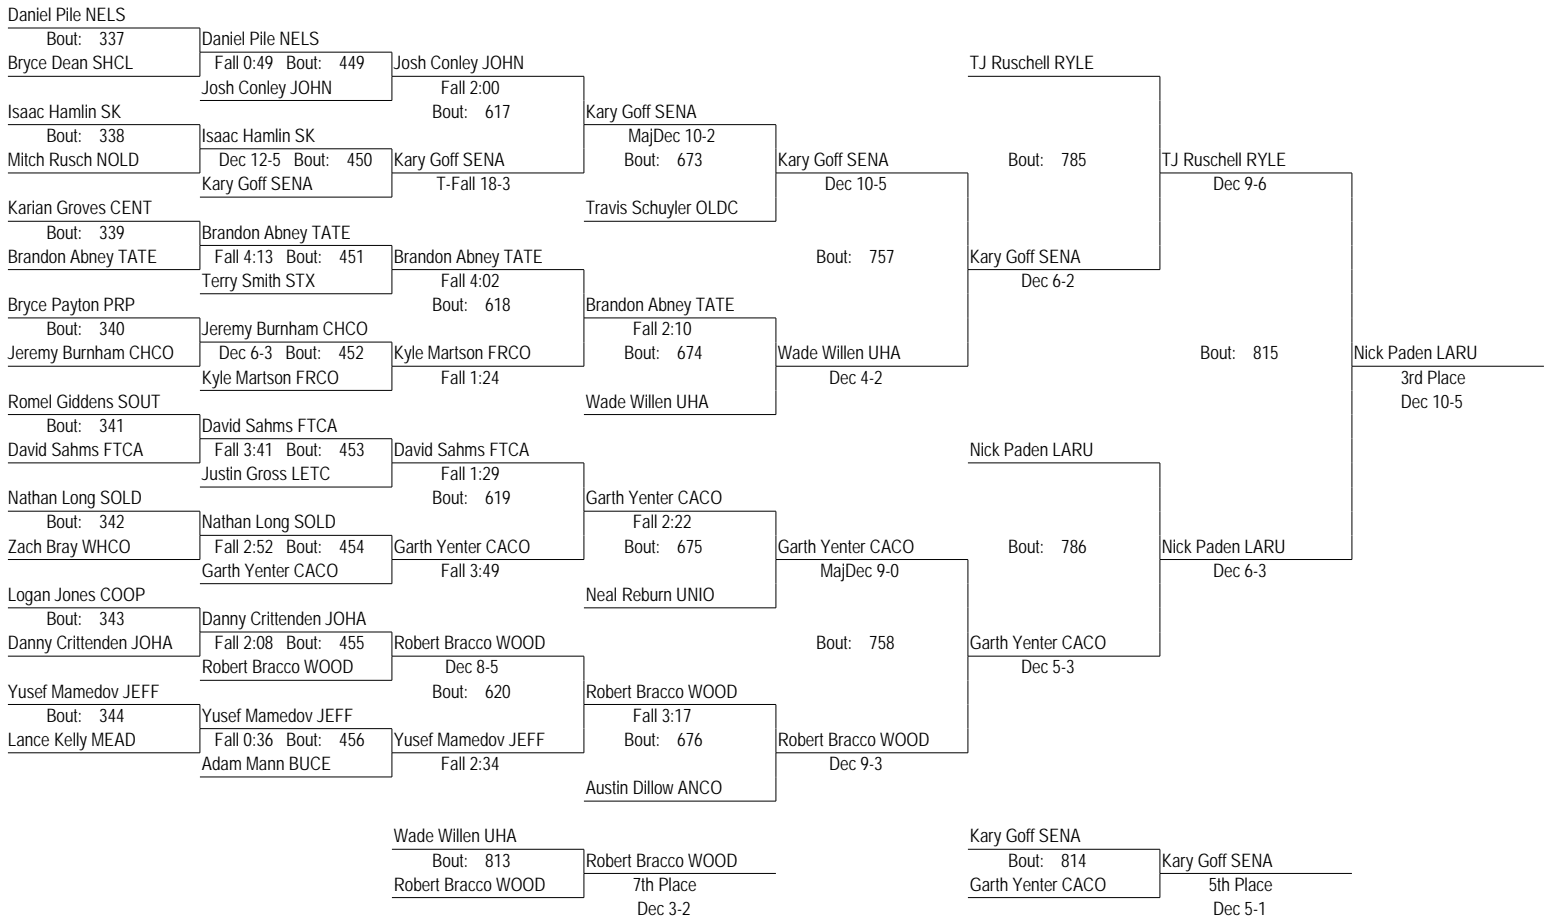 Daniel Pile NELS
Bout: 337 Daniel Pile NELS
Bryce Dean SHCL Fall 0:49 Bout: 449 Josh Conley JOHN TJ Ruschell RYLE
Josh Conley JOHN Fall 2:00
Isaac Hamlin SK Bout: 617 Kary Goff SENA
Bout: 338 Isaac Hamlin SK MajDec 10-2
Mitch Rusch NOLD Dec 12-5 Bout: 450 Kary Goff SENA Bout: 673 Kary Goff SENA Bout: 785 TJ Ruschell RYLE
Kary Goff SENA T-Fall 18-3 Dec 10-5 Dec 9-6
Karian Groves CENT Travis Schuyler OLDC
Bout: 339 Brandon Abney TATE
Brandon Abney TATE Fall 4:13 Bout: 451 Brandon Abney TATE Bout: 757 Kary Goff SENA
Terry Smith STX Fall 4:02 Dec 6-2
Bryce Payton PRP Bout: 618 Brandon Abney TATE
Bout: 340 Jeremy Burnham CHCO Fall 2:10
Jeremy Burnham CHCO Dec 6-3 Bout: 452 Kyle Martson FRCO Bout: 674 Wade Willen UHA Bout: 815 Nick Paden LARU
Kyle Martson FRCO Fall 1:24 Dec 4-2 3rd Place
Romel Giddens SOUT Wade Willen UHA Dec 10-5
Bout: 341 David Sahms FTCA
David Sahms FTCA Fall 3:41 Bout: 453 David Sahms FTCA Nick Paden LARU
Justin Gross LETC Fall 1:29
Nathan Long SOLD Bout: 619 Garth Yenter CACO
Bout: 342 Nathan Long SOLD Fall 2:22
Zach Bray WHCO Fall 2:52 Bout: 454 Garth Yenter CACO Bout: 675 Garth Yenter CACO Bout: 786 Nick Paden LARU
Garth Yenter CACO Fall 3:49 MajDec 9-0 Dec 6-3
Logan Jones COOP Neal Reburn UNIO
Bout: 343 Danny Crittenden JOHA
Danny Crittenden JOHA Fall 2:08 Bout: 455 Robert Bracco WOOD Bout: 758 Garth Yenter CACO
Robert Bracco WOOD Dec 8-5 Dec 5-3
Yusef Mamedov JEFF Bout: 620 Robert Bracco WOOD
Bout: 344 Yusef Mamedov JEFF Fall 3:17
Lance Kelly MEAD Fall 0:36 Bout: 456 Yusef Mamedov JEFF Bout: 676 Robert Bracco WOOD
Adam Mann BUCE Fall 2:34 Dec 9-3
Austin Dillow ANCO
Wade Willen UHA Kary Goff SENA
Bout: 813 Robert Bracco WOOD Bout: 814 Kary Goff SENA
Robert Bracco WOOD 7th Place Garth Yenter CACO 5th Place
Dec 3-2 Dec 5-1